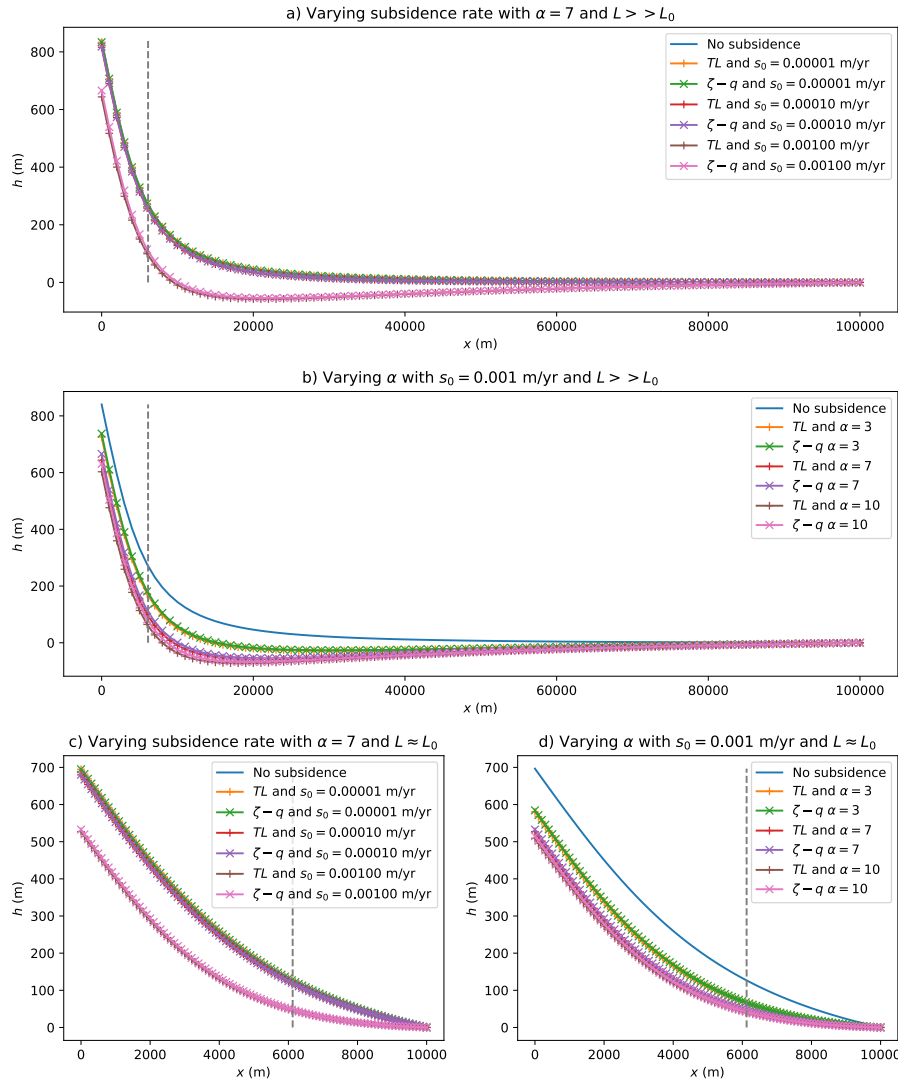 a) Varying subsidence rate with α = 7 and L >> L₀
800
600
400
200
0
h (m)
No subsidence
TL and s₀ = 0.00001 m/yr
ζ − q and s₀ = 0.00001 m/yr
TL and s₀ = 0.00010 m/yr
ζ − q and s₀ = 0.00010 m/yr
TL and s₀ = 0.00100 m/yr
ζ − q and s₀ = 0.00100 m/yr
0 20000 40000 60000 80000 100000
x (m)
b) Varying α with s₀ = 0.001 m/yr and L >> L₀
800
600
400
200
0
h (m)
No subsidence
TL and α = 3
ζ − q α = 3
TL and α = 7
ζ − q α = 7
TL and α = 10
ζ − q α = 10
0 20000 40000 60000 80000 100000
x (m)
c) Varying subsidence rate with α = 7 and L ≈ L₀
700
600
500
400
300
200
100
0
h (m)
No subsidence
TL and s₀ = 0.00001 m/yr
ζ − q and s₀ = 0.00001 m/yr
TL and s₀ = 0.00010 m/yr
ζ − q and s₀ = 0.00010 m/yr
TL and s₀ = 0.00100 m/yr
ζ − q and s₀ = 0.00100 m/yr
0 2000 4000 6000 8000 10000
x (m)
d) Varying α with s₀ = 0.001 m/yr and L ≈ L₀
700
600
500
400
300
200
100
0
h (m)
No subsidence
TL and α = 3
ζ − q α = 3
TL and α = 7
ζ − q α = 7
TL and α = 10
ζ − q α = 10
0 2000 4000 6000 8000 10000
x (m)